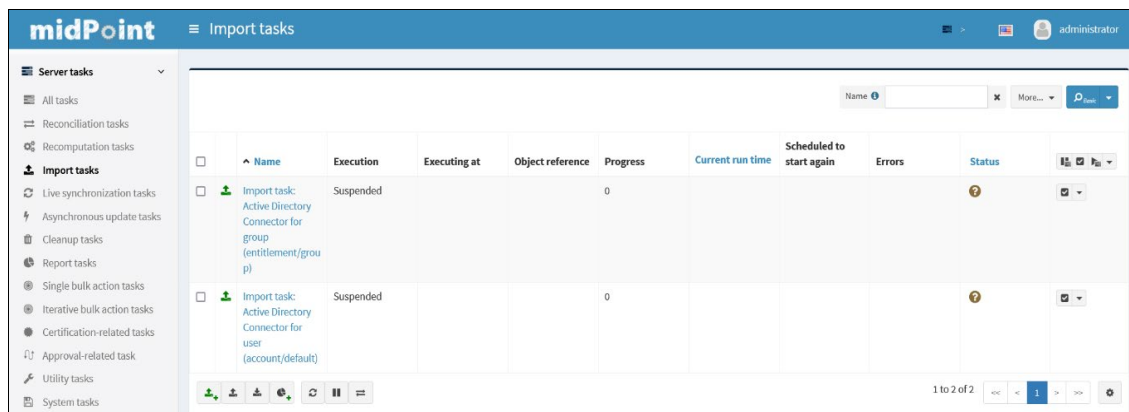 midPoint
Import tasks
administrator
Server tasks
All tasks
Reconciliation tasks
Recomputation tasks
Import tasks
Live synchronization tasks
Asynchronous update tasks
Cleanup tasks
Report tasks
Single bulk action tasks
Iterative bulk action tasks
Certification-related tasks
Approval-related task
Utility tasks
System tasks
Name
More...
Basic
Name Execution Executing at Object reference Progress Current run time Scheduled to start again Errors Status
Import task:
Active Directory
Connector for
group
(entitlement/grou
p)
Suspended
0
Import task:
Active Directory
Connector for
user
(account/default)
Suspended
0
1 to 2 of 2
<< < 1 > >>